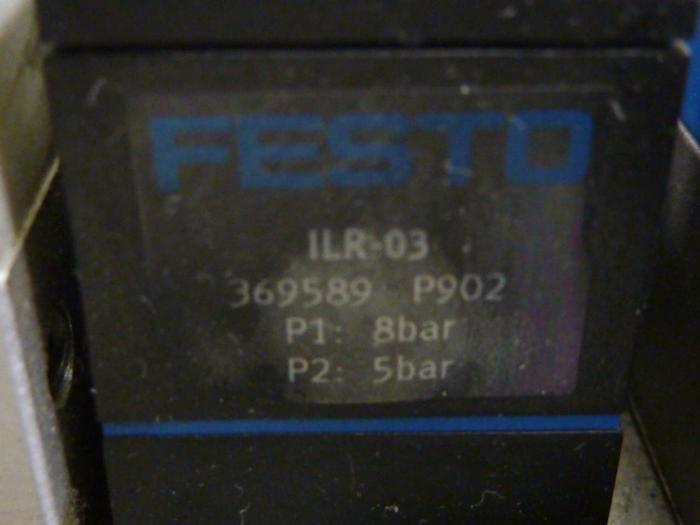 FESTO
ILR-03
369589 P902
P1: 8bar
P2: 5bar